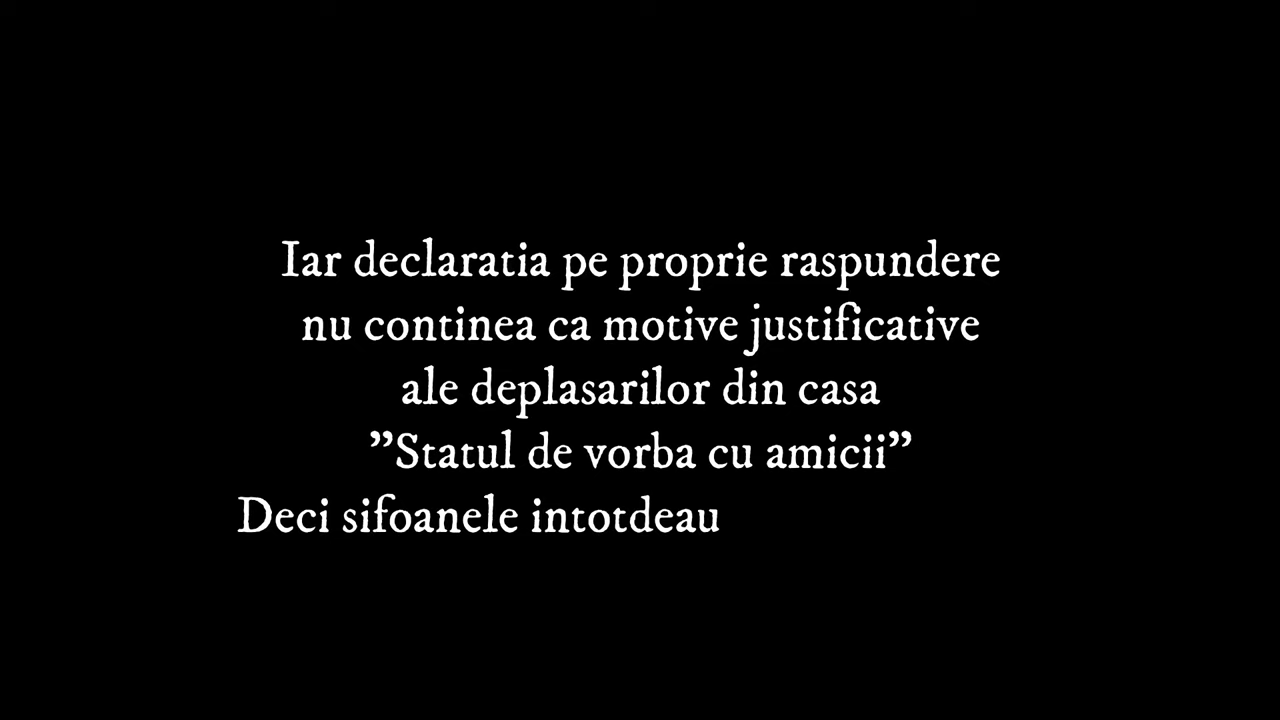 Iar declaratia pe proprie raspundere
nu continea ca motive justificative
ale deplasarilor din casa
”Statul de vorba cu amicii”
Deci sifoanele intotdeau